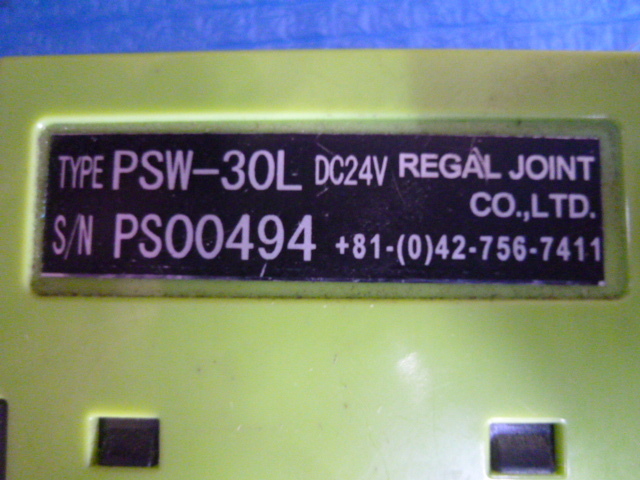 TYPE PSW-30L DC24V REGAL JOINT
CO.,LTD.
S/N PS00494 +81-(0)42-756-7411